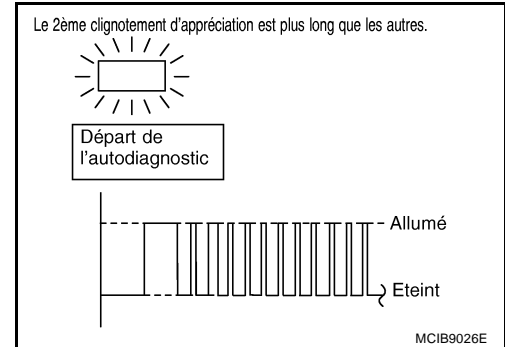 Le 2ème clignotement d'appréciation est plus long que les autres.
Départ de
l'autodiagnostic
Allumé
Eteint
MCIB9026E